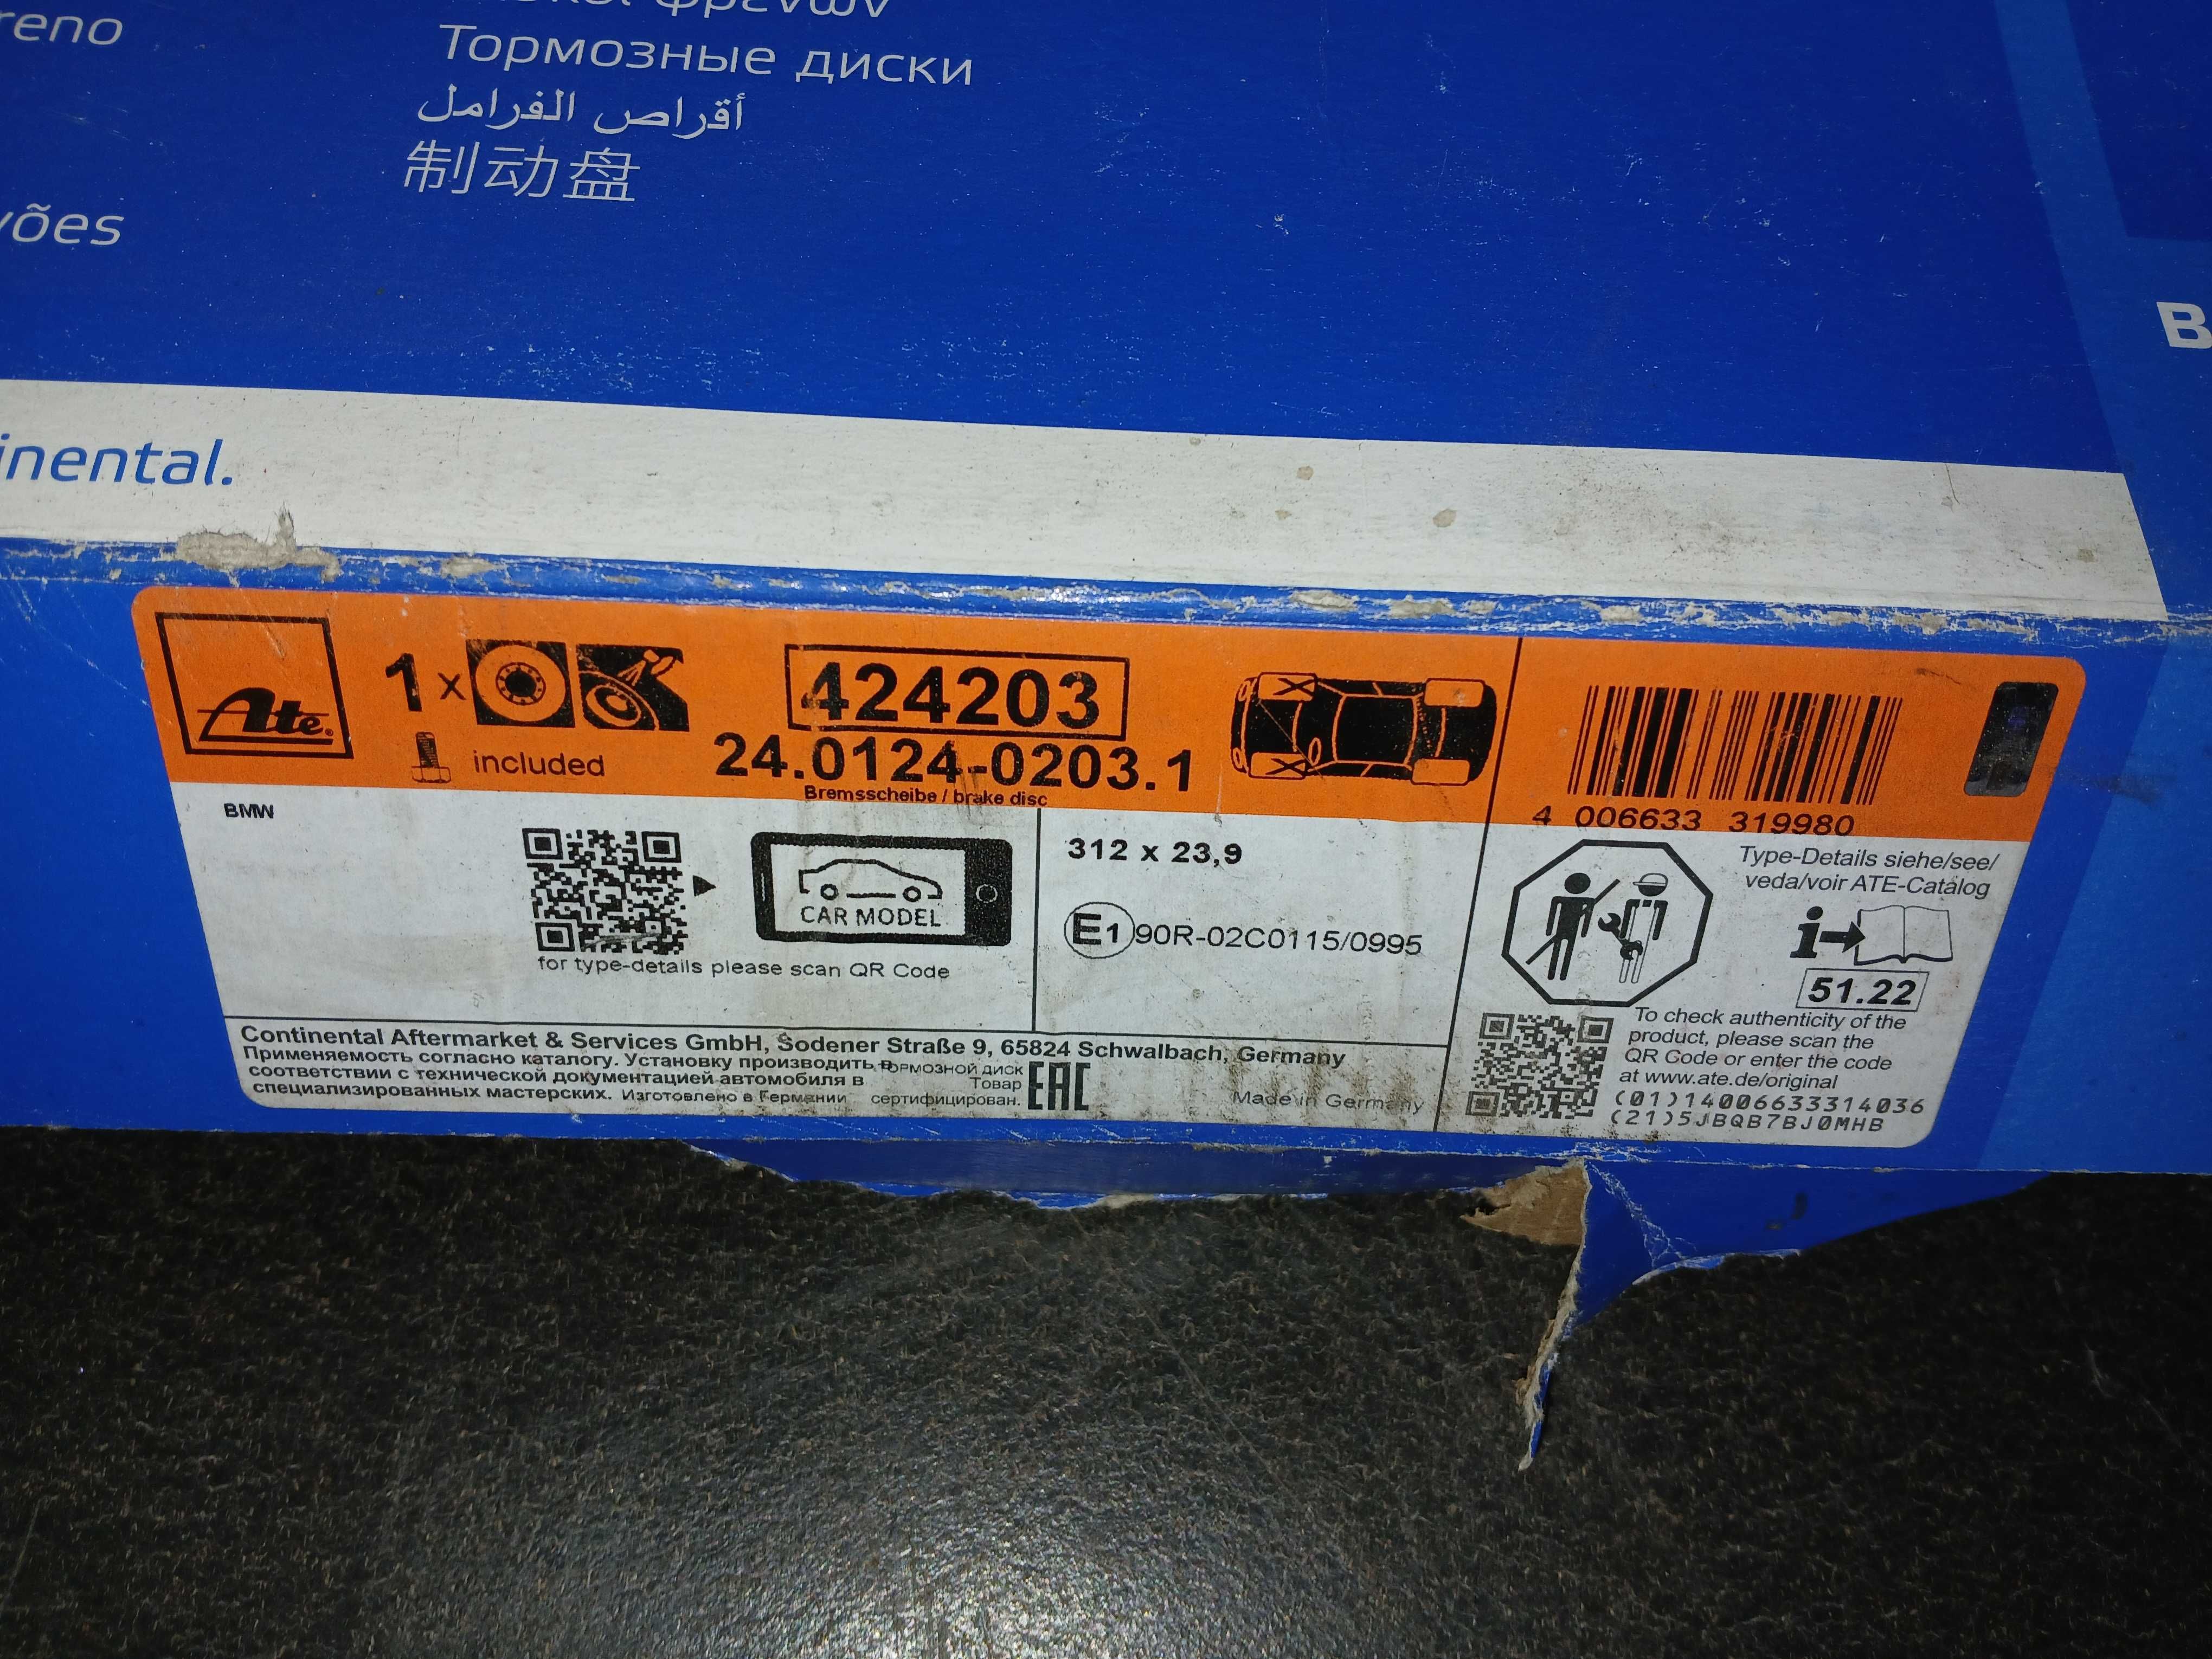 reno
Тормозные диски
أقراص الفرامل
制动盘
ões
inental.
B
Ate
1x
included
424203
24.0124-0203.1
Bremsscheibe / brake disc
4 006633 319980
BMW
CAR MODEL
for type-details please scan QR Code
312 x 23,9
E1 90R-02C0115/0995
Type-Details siehe/see/
veda/voir ATE-Catalog
i
51.22
To check authenticity of the
product, please scan the
QR Code or enter the code
at www.ate.de/original
(01)14006633314036
(21)5JBQB7BJ0MHB
Continental Aftermarket & Services GmbH, Sodener Straße 9, 65824 Schwalbach, Germany
Применяемость согласно каталогу. Установку производить в
соответствии с технической документацией автомобиля в
специализированных мастерских. Изготовлено в Германии
тормозной диск
Товар
сертифицирован.
EAC
Made in Germany